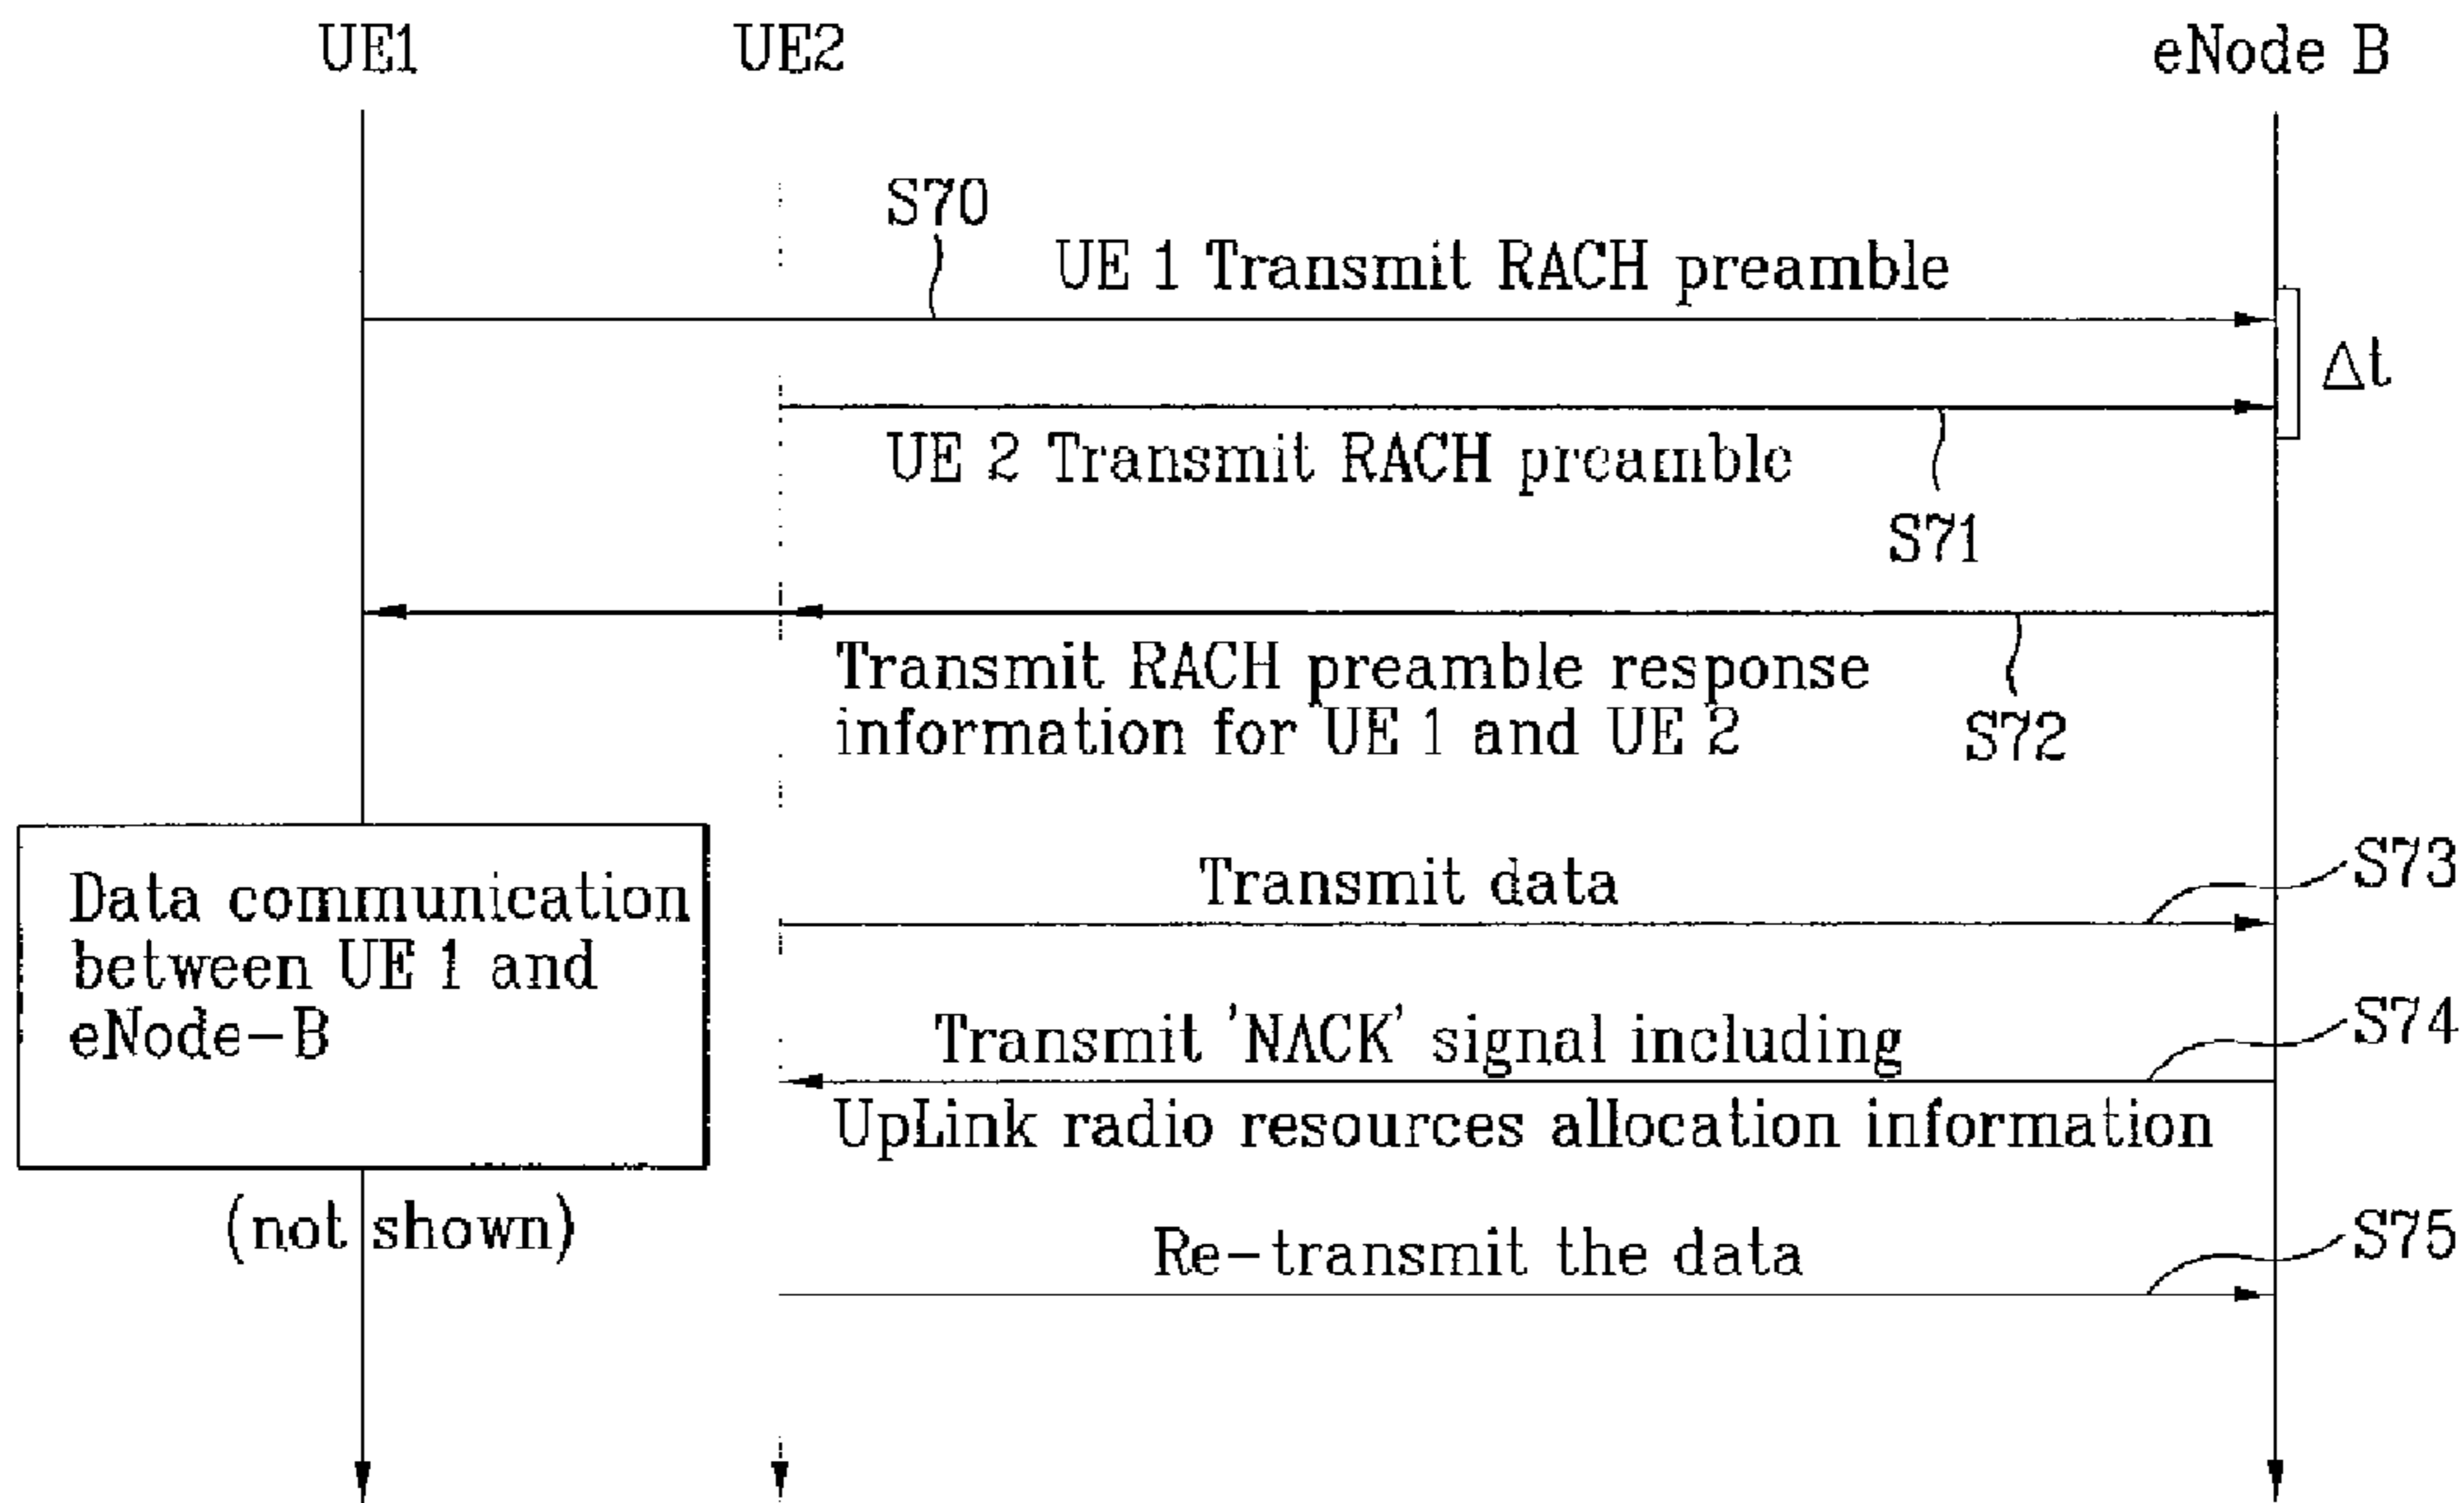 UE1
UE2
eNode B
S70
UE 1 Transmit RACH preamble
Δt
UE 2 Transmit RACH preamble
S71
Transmit RACH preamble response
information for UE 1 and UE 2
S72
Data communication
between UE 1 and
eNode-B
(not shown)
Transmit data
S73
Transmit 'NACK' signal including
S74
UpLink radio resources allocation information
Re-transmit the data
S75